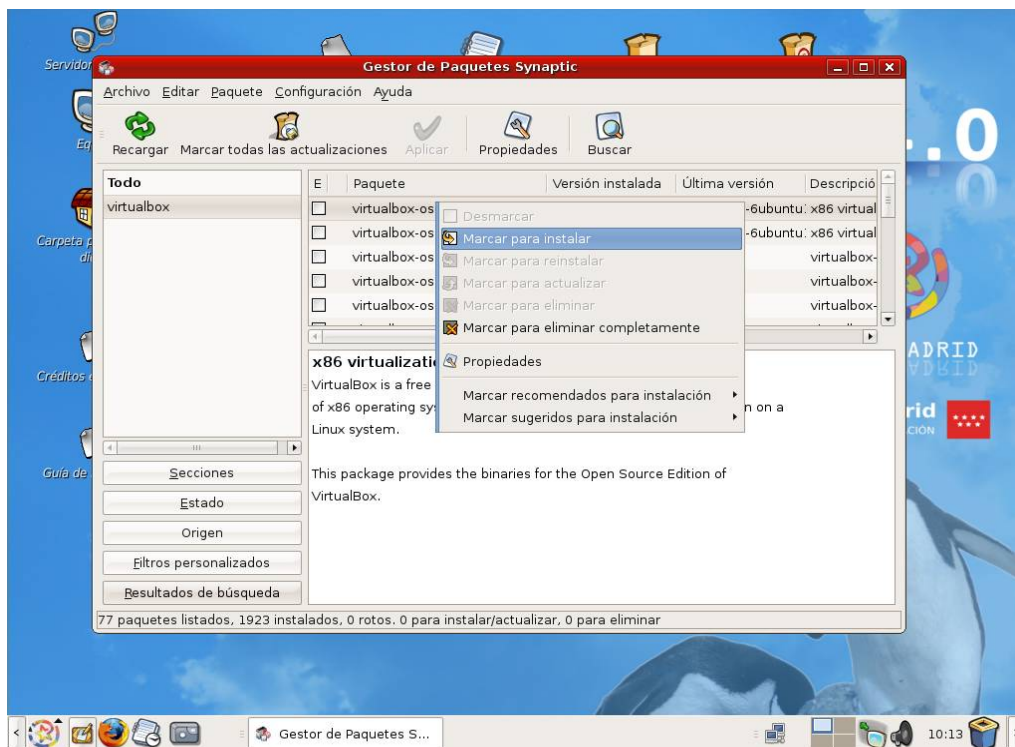 Servidor
Gestor de Paquetes Synaptic
Archivo Editar Paquete Configuración Ayuda
Recargar Marcar todas las actualizaciones Aplicar Propiedades Buscar
.0
Todo
virtualbox
E Paquete Versión instalada Última versión Descripció
virtualbox-os -6ubuntu x86 virtual
virtualbox-os -6ubuntu x86 virtual
virtualbox-os virtualbox-
virtualbox-os virtualbox-
virtualbox-os virtualbox-
Desmarcar
Marcar para instalar
Marcar para reinstalar
Marcar para actualizar
Marcar para eliminar
Marcar para eliminar completamente
Propiedades
Marcar recomendados para instalación
Marcar sugeridos para instalación
x86 virtualizati
VirtualBox is a free
of x86 operating sy n on a
Linux system.
This package provides the binaries for the Open Source Edition of
VirtualBox.
Eq
Carpeta p
di
Créditos
Guía de
ADRID
rid
CIÓN
Secciones
Estado
Origen
Filtros personalizados
Resultados de búsqueda
77 paquetes listados, 1923 instalados, 0 rotos. 0 para instalar/actualizar, 0 para eliminar
Gestor de Paquetes S...
10:13